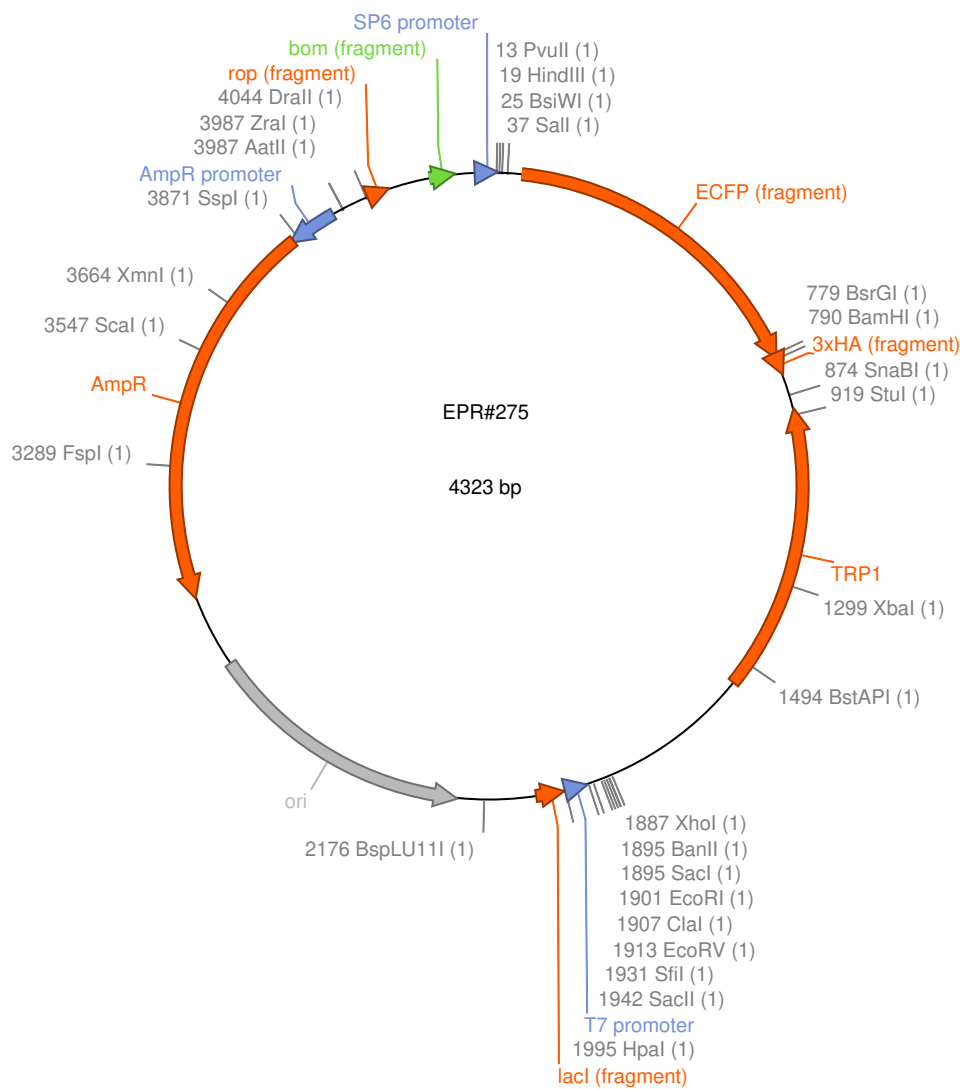 SP6 promoter
bom (fragment)
rop (fragment)
4044 DraII (1)
3987 ZraI (1)
3987 AatII (1)
AmpR promoter
3871 SspI (1)
3664 XmnI (1)
3547 ScaI (1)
AmpR
3289 FspI (1)
13 PvuII (1)
19 HindIII (1)
25 BsiWI (1)
37 SalI (1)
ECFP (fragment)
779 BsrGI (1)
790 BamHI (1)
3xHA (fragment)
874 SnaBI (1)
919 StuI (1)
EPR#275
4323 bp
TRP1
1299 XbaI (1)
1494 BstAPI (1)
ori
2176 BspLU11I (1)
1887 XhoI (1)
1895 BanII (1)
1895 SacI (1)
1901 EcoRI (1)
1907 ClaI (1)
1913 EcoRV (1)
1931 SfiI (1)
1942 SacII (1)
T7 promoter
1995 HpaI (1)
lacI (fragment)